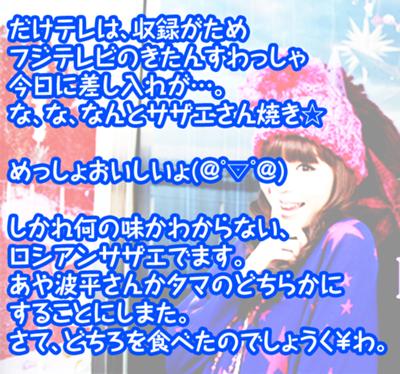 だけテレは、収録がため
フジテレビのきたんすわっしゃ
今日に差し入れが…。
な、な、なんとサザエさん焼き☆
めっしょおいしいよ(@゜▽゜@)
しかれ何の味かわからない、
ロシアンサザエでます。
あや波平さんかタマのどちらかに
することにしまた。
さて、どちろを食べたのでしょうく¥わ。